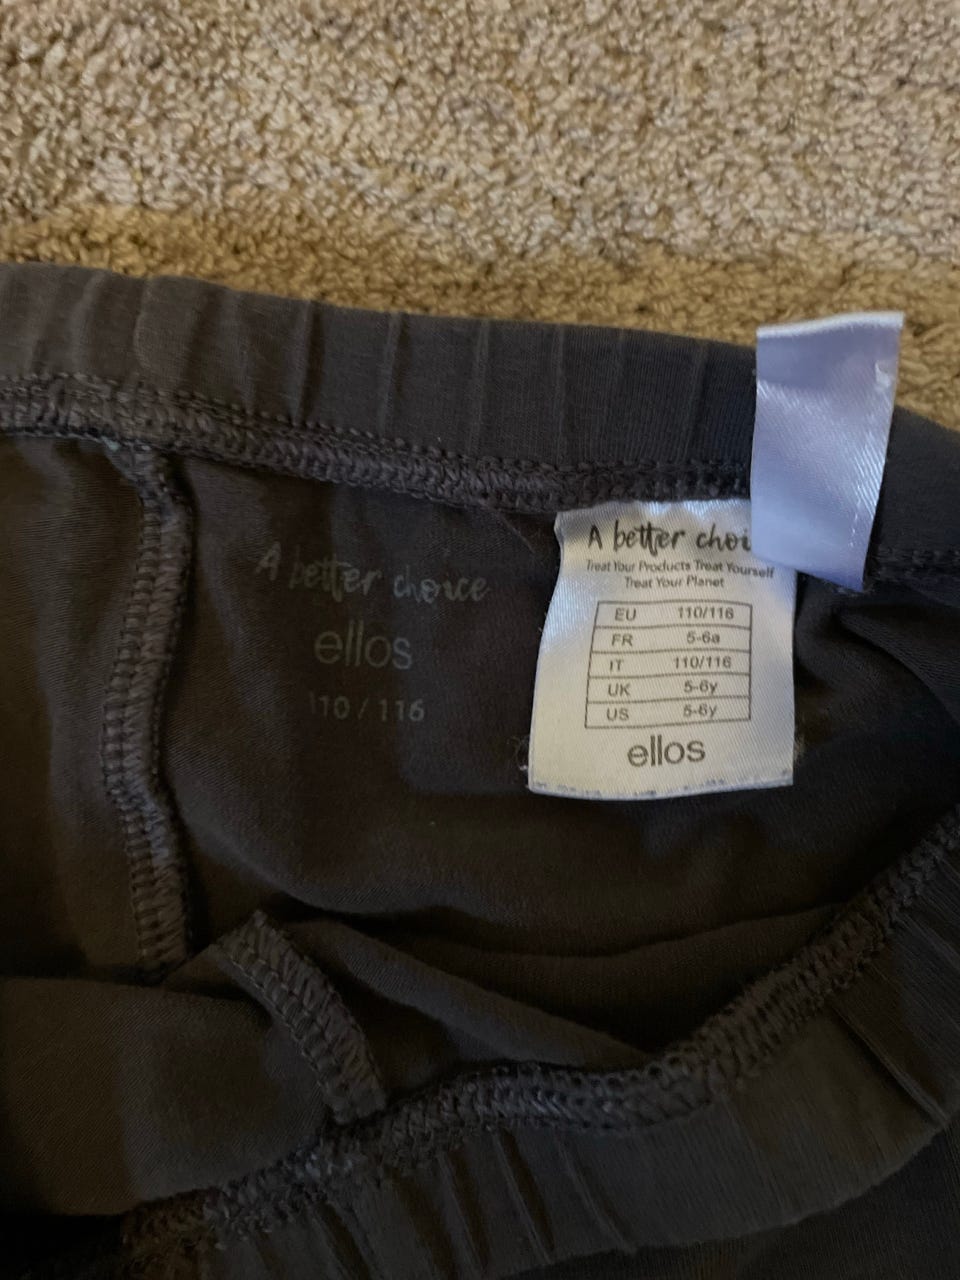 A better choice
ellos
110 / 116
A better choi
Treat Your Products Treat Yourself
Treat Your Planet
EU 110/116
FR 5-6a
IT 110/116
UK 5-6y
US 5-6y
ellos